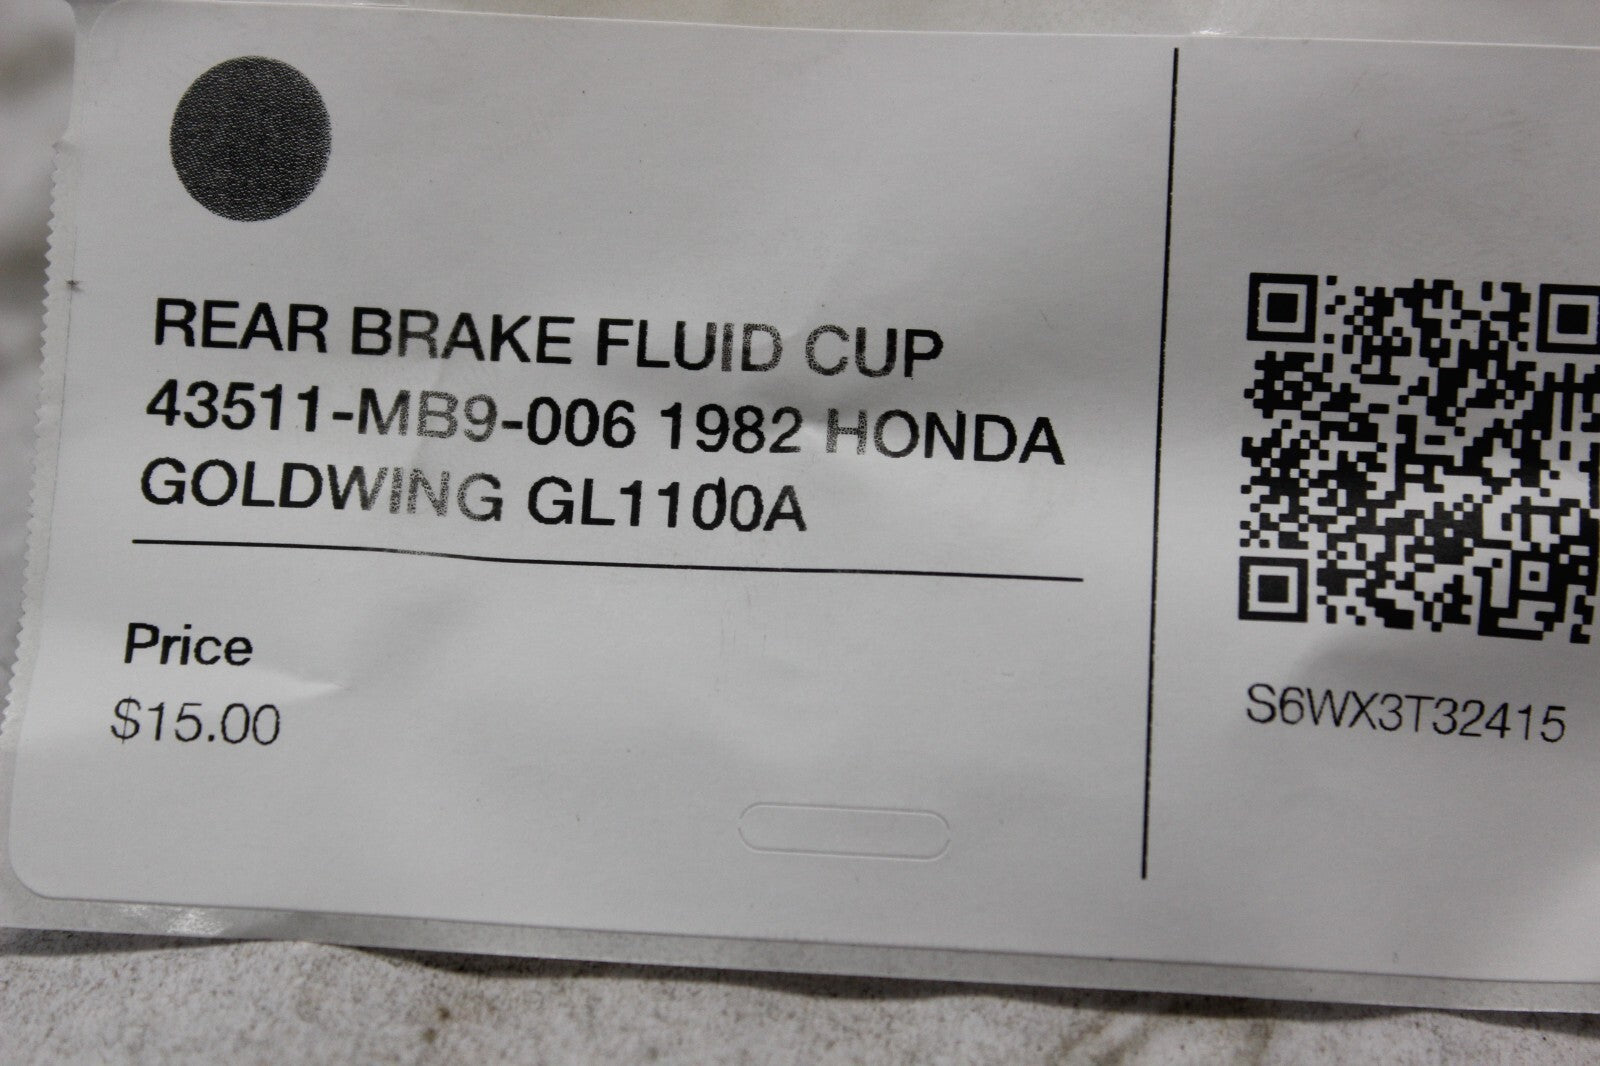 REAR BRAKE FLUID CUP
43511-MB9-006 1982 HONDA
GOLDWING GL1100A
Price
$15.00
S6WX3T32415